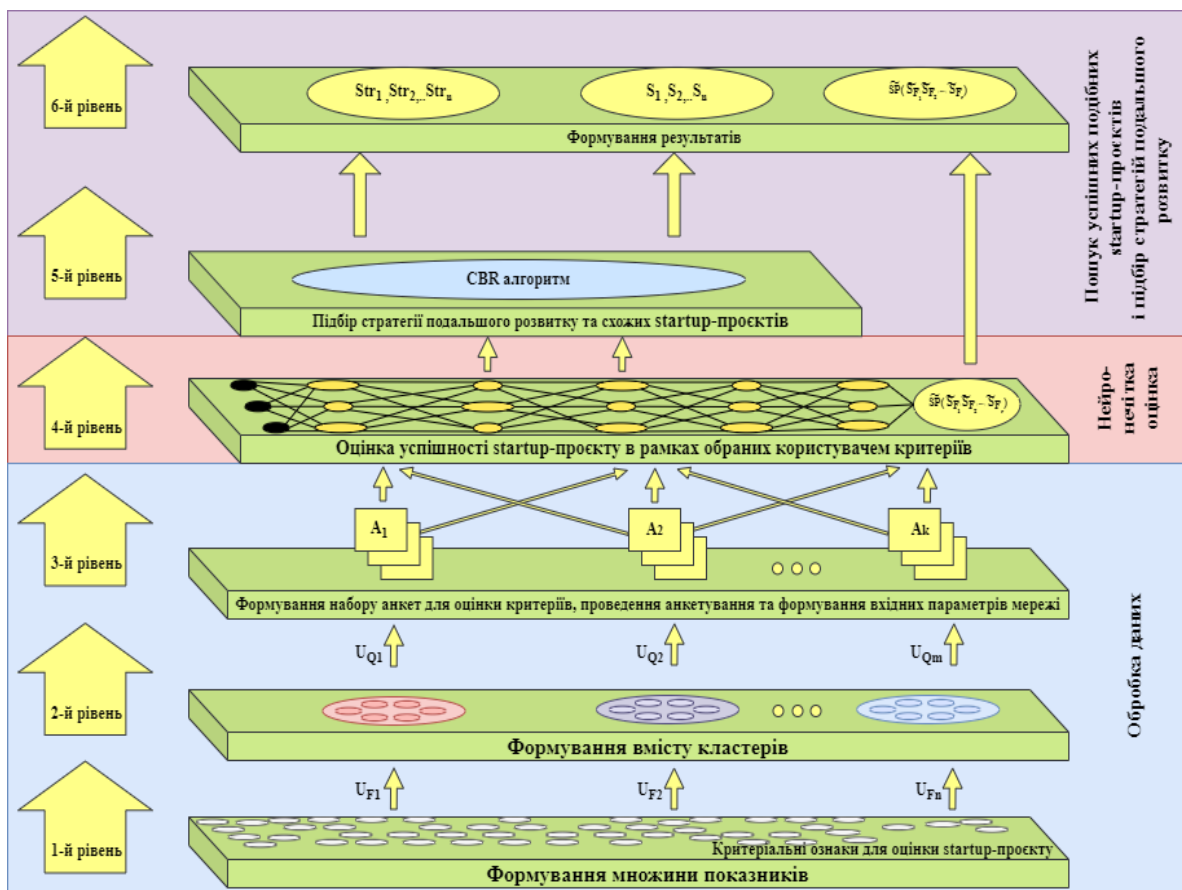 6-й рівень
Str1,Str2,..Strn
S1,S2,..Sn
Формування результатів
Пошук успішних подібних
startup-проєктів
і підбір стратегій подальшого
розвитку
5-й рівень
CBR алгоритм
Підбір стратегії подальшого розвитку та схожих startup-проєктів
4-й рівень
Оцінка успішності startup-проєкту в рамках обраних користувачем критеріїв
Нейро-
нечітка
оцінка
3-й рівень
A1
A2
Ak
Формування набору анкет для оцінки критеріїв, проведення анкетування та формування вхідних параметрів мережі
UQ1
UQ2
UQm
2-й рівень
Формування вмісту кластерів
Обробка даних
UF1
UF2
UFn
1-й рівень
Критеріальні ознаки для оцінки startup-проєкту
Формування множини показників